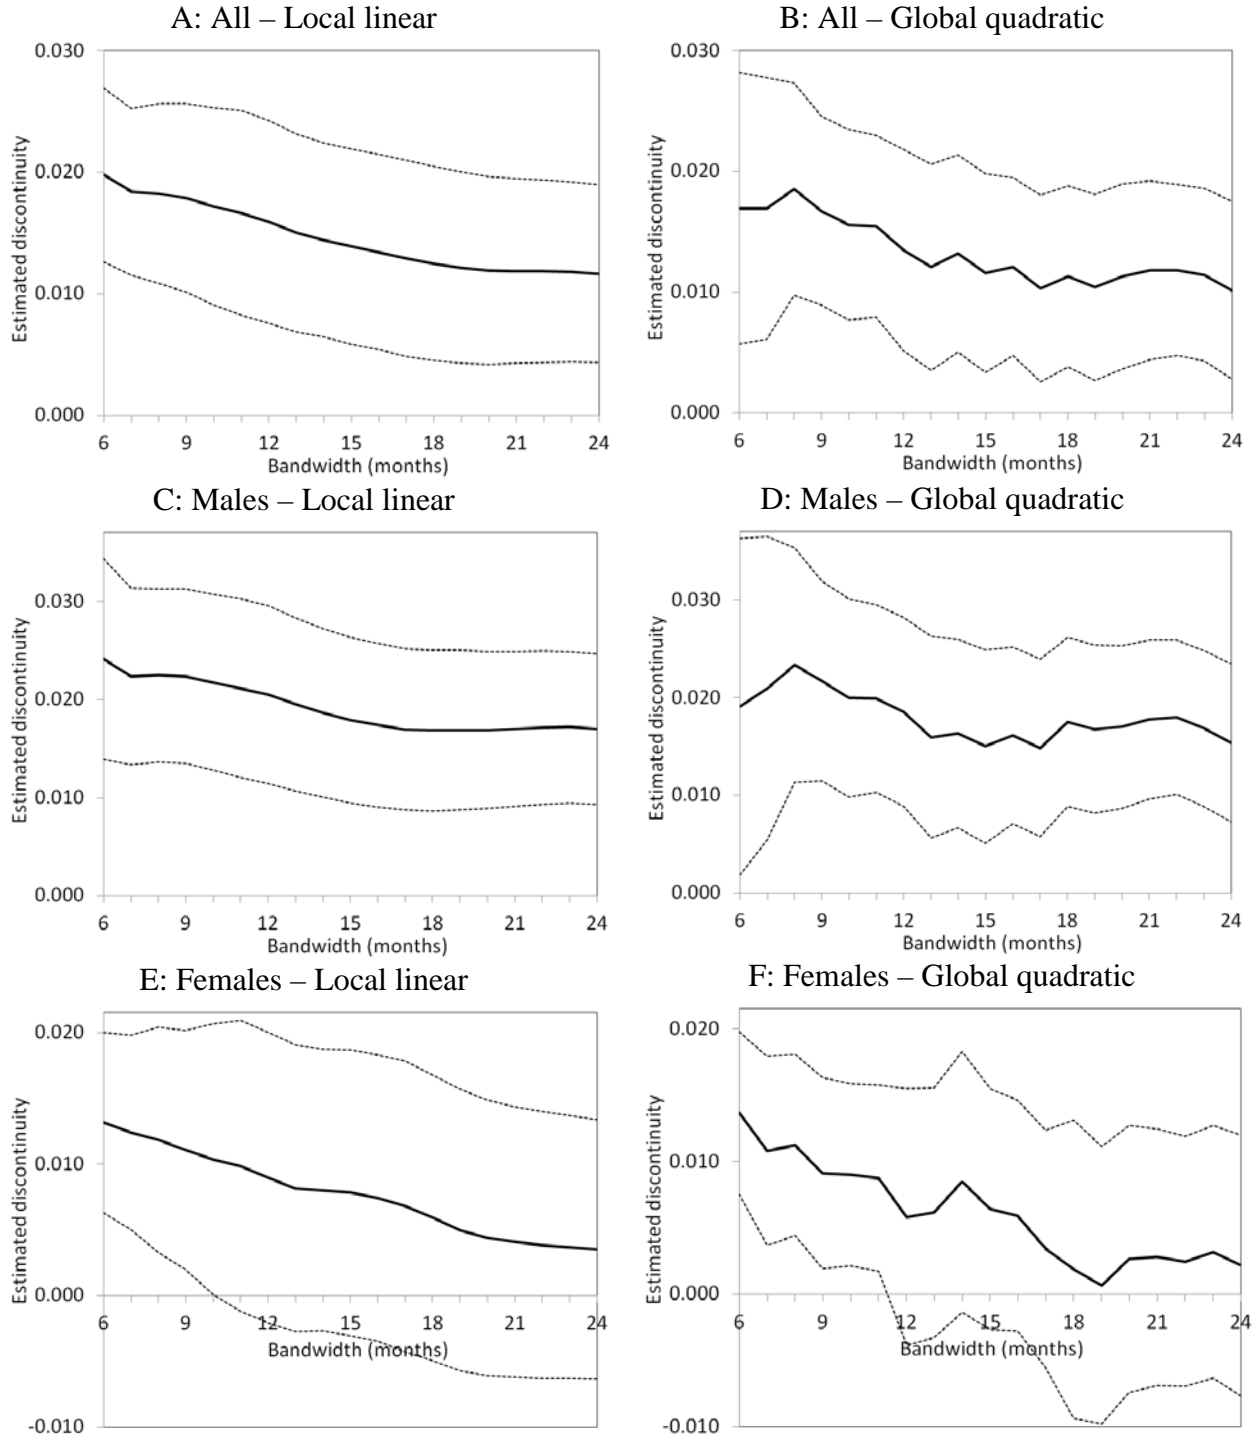 A: All – Local linear
0.030
0.020
0.010
0.000
Estimated discontinuity
6 9 12 15 18 21 24
Bandwidth (months)
B: All – Global quadratic
0.030
0.020
0.010
0.000
Estimated discontinuity
6 9 12 15 18 21 24
Bandwidth (months)
C: Males – Local linear
0.030
0.020
0.010
0.000
Estimated discontinuity
6 9 12 15 18 21 24
Bandwidth (months)
D: Males – Global quadratic
0.030
0.020
0.010
0.000
Estimated discontinuity
6 9 12 15 18 21 24
Bandwidth (months)
E: Females – Local linear
0.020
0.010
0.000
-0.010
Estimated discontinuity
6 9 12 15 18 21 24
Bandwidth (months)
F: Females – Global quadratic
0.020
0.010
0.000
-0.010
Estimated discontinuity
6 9 12 15 18 21 24
Bandwidth (months)